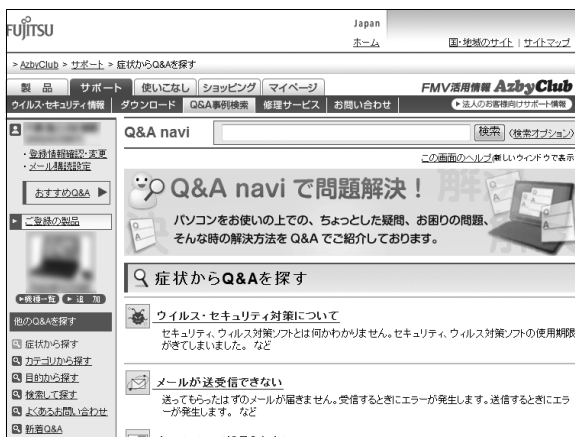 FUJITSU
Japan
ホーム
国・地域のサイト | サイトマップ
> AzbyClub > サポート > 症状からQ&Aを探す
製 品 サポート 使いこなし ショッピング マイページ
FMV活用情報 AzbyClub
ウイルス・セキュリティ情報 ダウンロード Q&A事例検索 修理サービス お問い合わせ
法人のお客様向けサポート情報
Q&A navi
検索 (検索オプション)
・登録情報確認・変更
・メール購読設定
この画面のヘルプ(新しいウィンドウで表示
おすすめQ&A
Q&A navi で問題解決!
パソコンをお使いの上での、ちょっとした疑問、お困りの問題、
そんな時の解決方法を Q&A でご紹介しております。
ご登録の製品
機種一覧 追 加
症状からQ&Aを探す
他のQ&Aを探す
症状から探す
カテゴリから探す
目的から探す
検索して探す
よくあるお問い合わせ
新着Q&A
ウイルス・セキュリティ対策について
セキュリティ、ウィルス対策ソフトとは何かわかりません。セキュリティ、ウィルス対策ソフトの使用期限
がきてしまいました。 など
メールが送受信できない
送ってもらったはずのメールが届きません。受信するときにエラーが発生します。送信するときにエラ
ーが発生します。 など